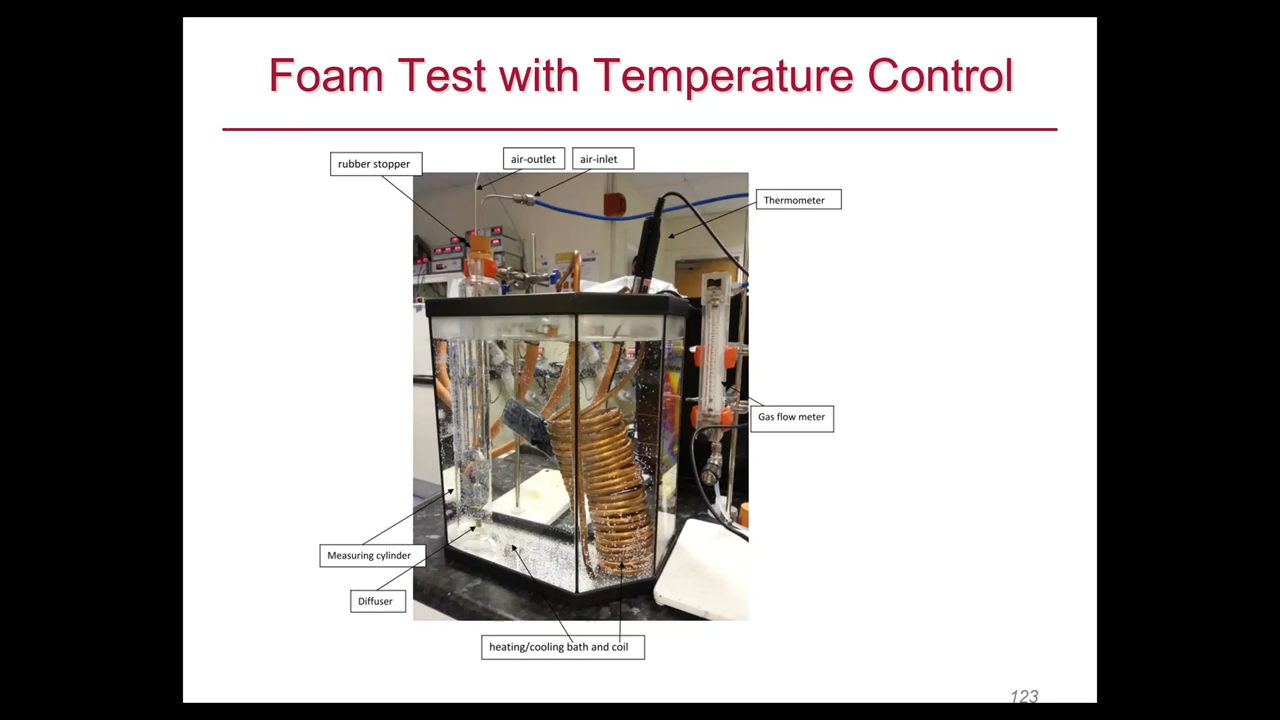 Foam Test with Temperature Control
rubber stopper
air-outlet
air-inlet
Thermometer
Gas flow meter
Measuring cylinder
Diffuser
heating/cooling bath and coil
123